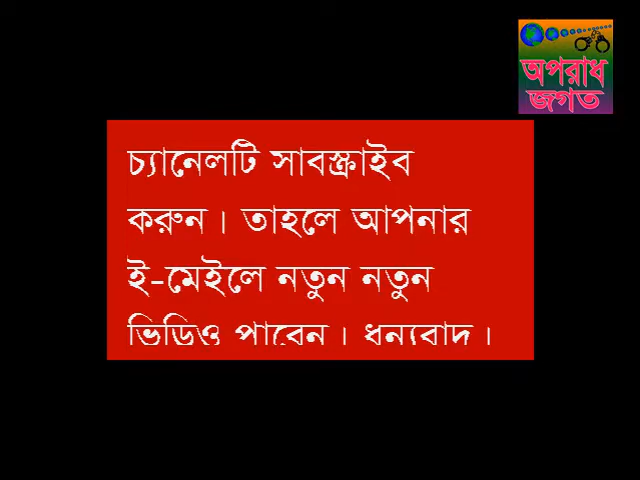 অপরাধ
জগত
চ্যানেলটি সাবস্ক্রাইব
করুন। তাহলে আপনার
ই-মেইলে নতুন নতুন
ভিডিও পাবেন। ধন্যবাদ।